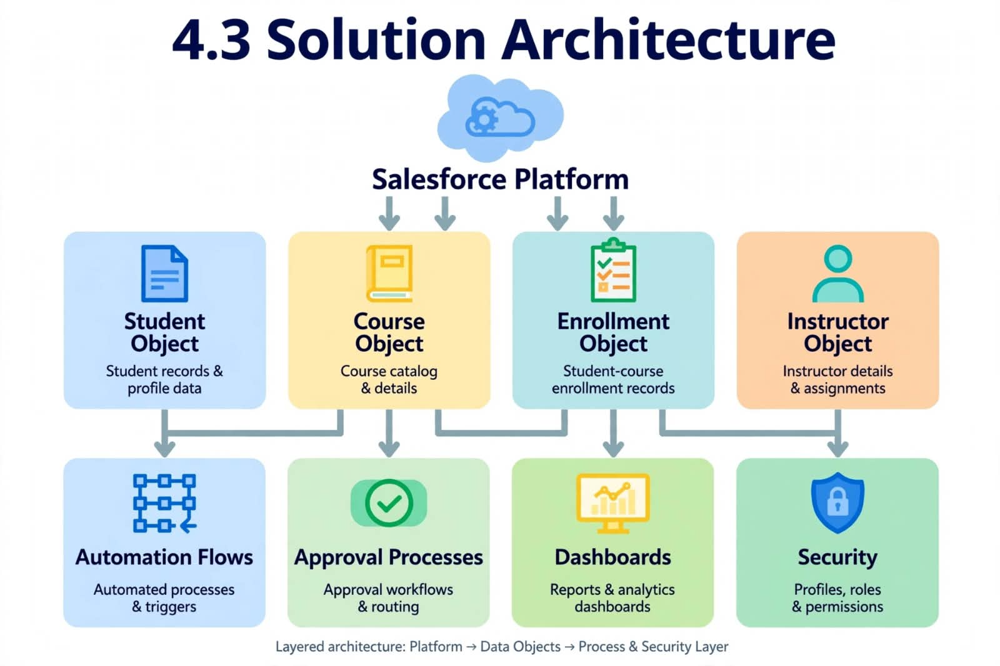 4.3 Solution Architecture
Salesforce Platform
Student
Object
Student records &
profile data
Course
Object
Course catalog
& details
Enrollment
Object
Student-course
enrollment records
Instructor
Object
Instructor details
& assignments
Automation Flows
Automated processes
& triggers
Approval Processes
Approval workflows
& routing
Dashboards
Reports & analytics
dashboards
Security
Profiles, roles
& permissions
Layered architecture: Platform → Data Objects → Process & Security Layer